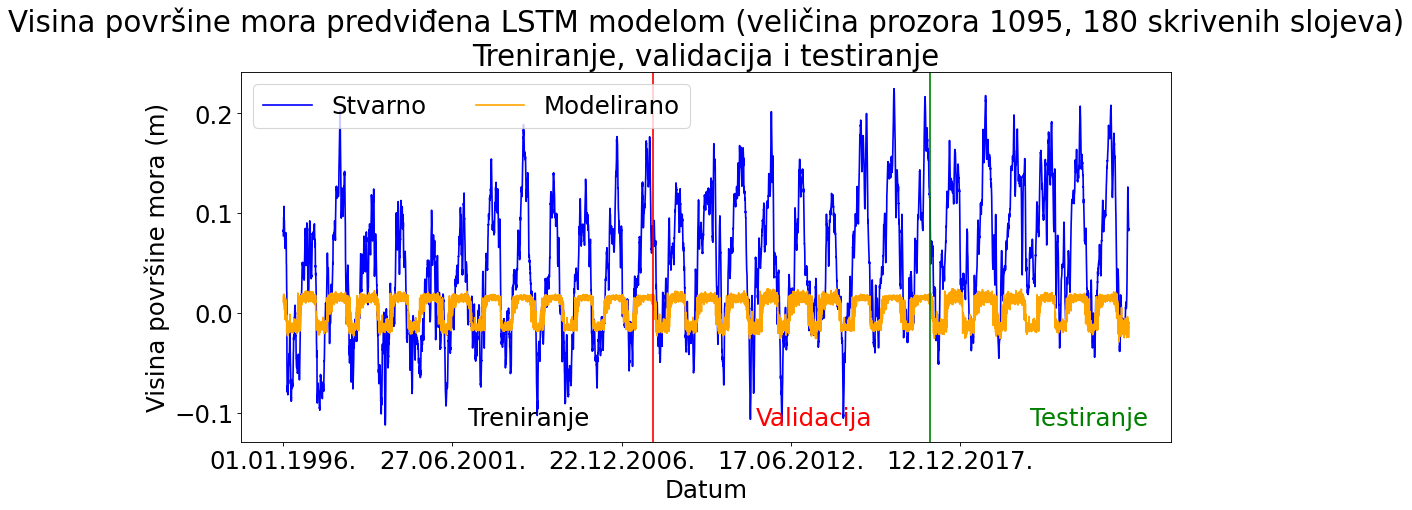 Visina površine mora predviđena LSTM modelom (veličina prozora 1095, 180 skrivenih slojeva)
Treniranje, validacija i testiranje
Stvarno
Modelirano
Visina površine mora (m)
0.2
0.1
0.0
−0.1
Treniranje
Validacija
Testiranje
01.01.1996.
27.06.2001.
22.12.2006.
17.06.2012.
12.12.2017.
Datum